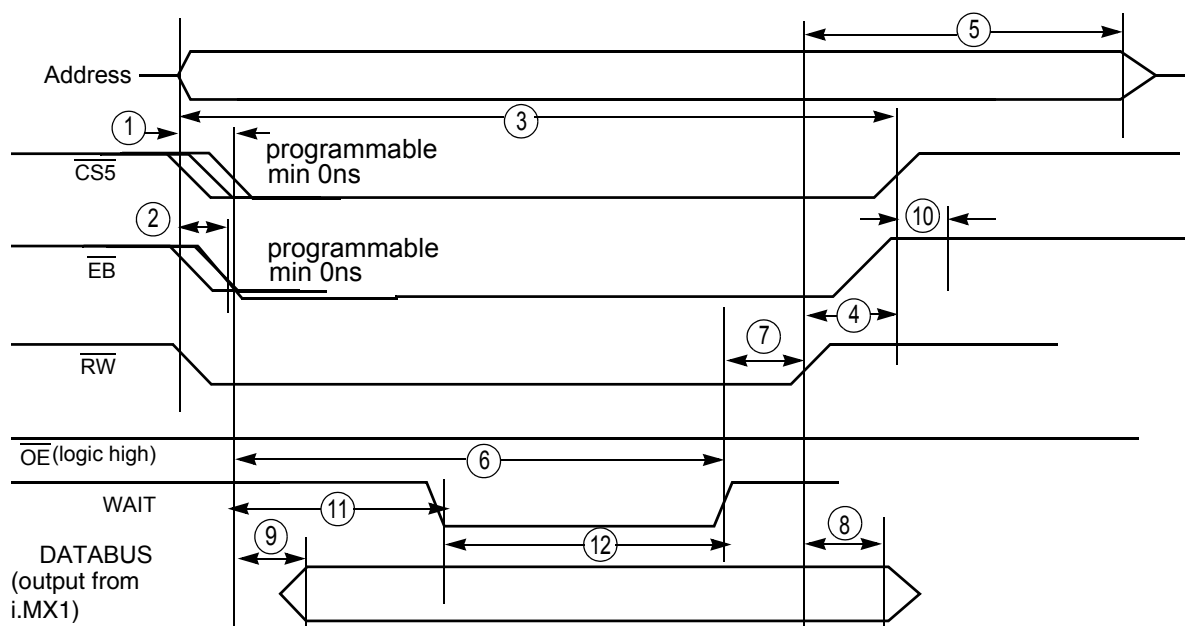 5
Address
1
3
programmable
min 0ns
CS5
2
10
programmable
min 0ns
EB
4
7
RW
OE (logic high)
6
WAIT
11
9
12
8
DATABUS
(output from
i.MX1)